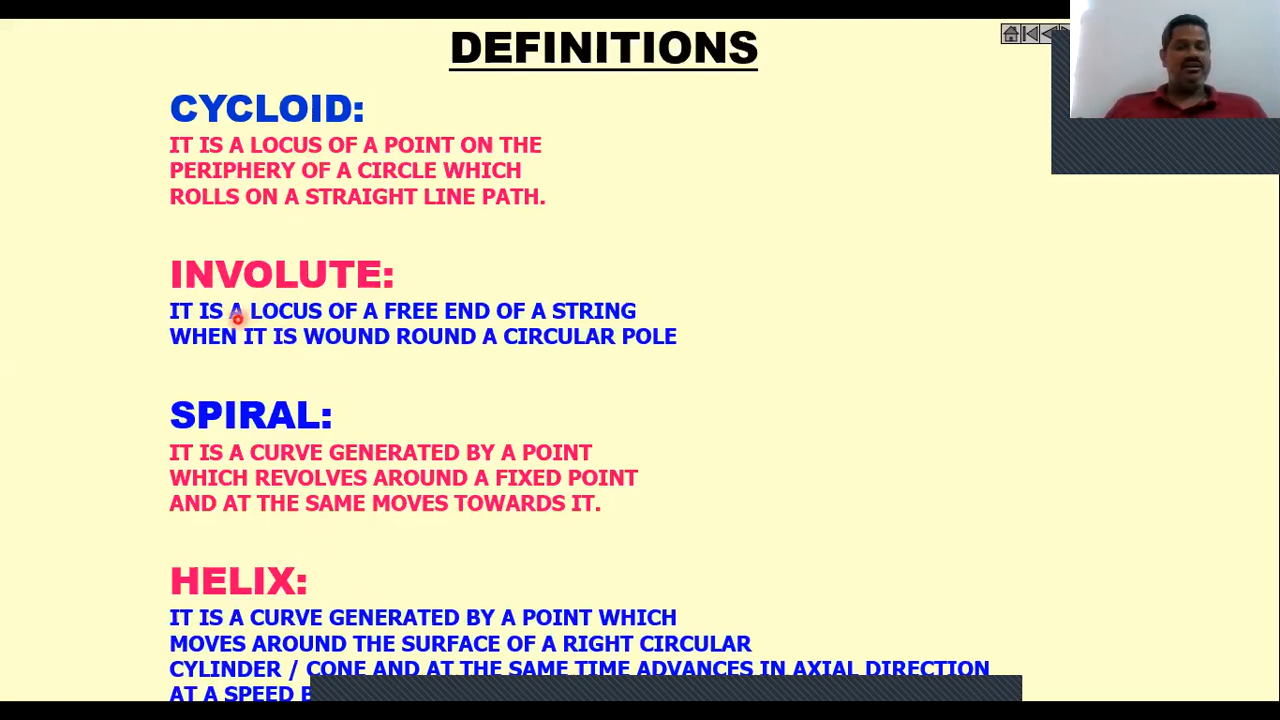 DEFINITIONS
CYCLOID:
IT IS A LOCUS OF A POINT ON THE
PERIPHERY OF A CIRCLE WHICH
ROLLS ON A STRAIGHT LINE PATH.
INVOLUTE:
IT IS A LOCUS OF A FREE END OF A STRING
WHEN IT IS WOUND ROUND A CIRCULAR POLE
SPIRAL:
IT IS A CURVE GENERATED BY A POINT
WHICH REVOLVES AROUND A FIXED POINT
AND AT THE SAME MOVES TOWARDS IT.
HELIX:
IT IS A CURVE GENERATED BY A POINT WHICH
MOVES AROUND THE SURFACE OF A RIGHT CIRCULAR
CYLINDER / CONE AND AT THE SAME TIME ADVANCES IN AXIAL DIRECTION
AT A SPEED